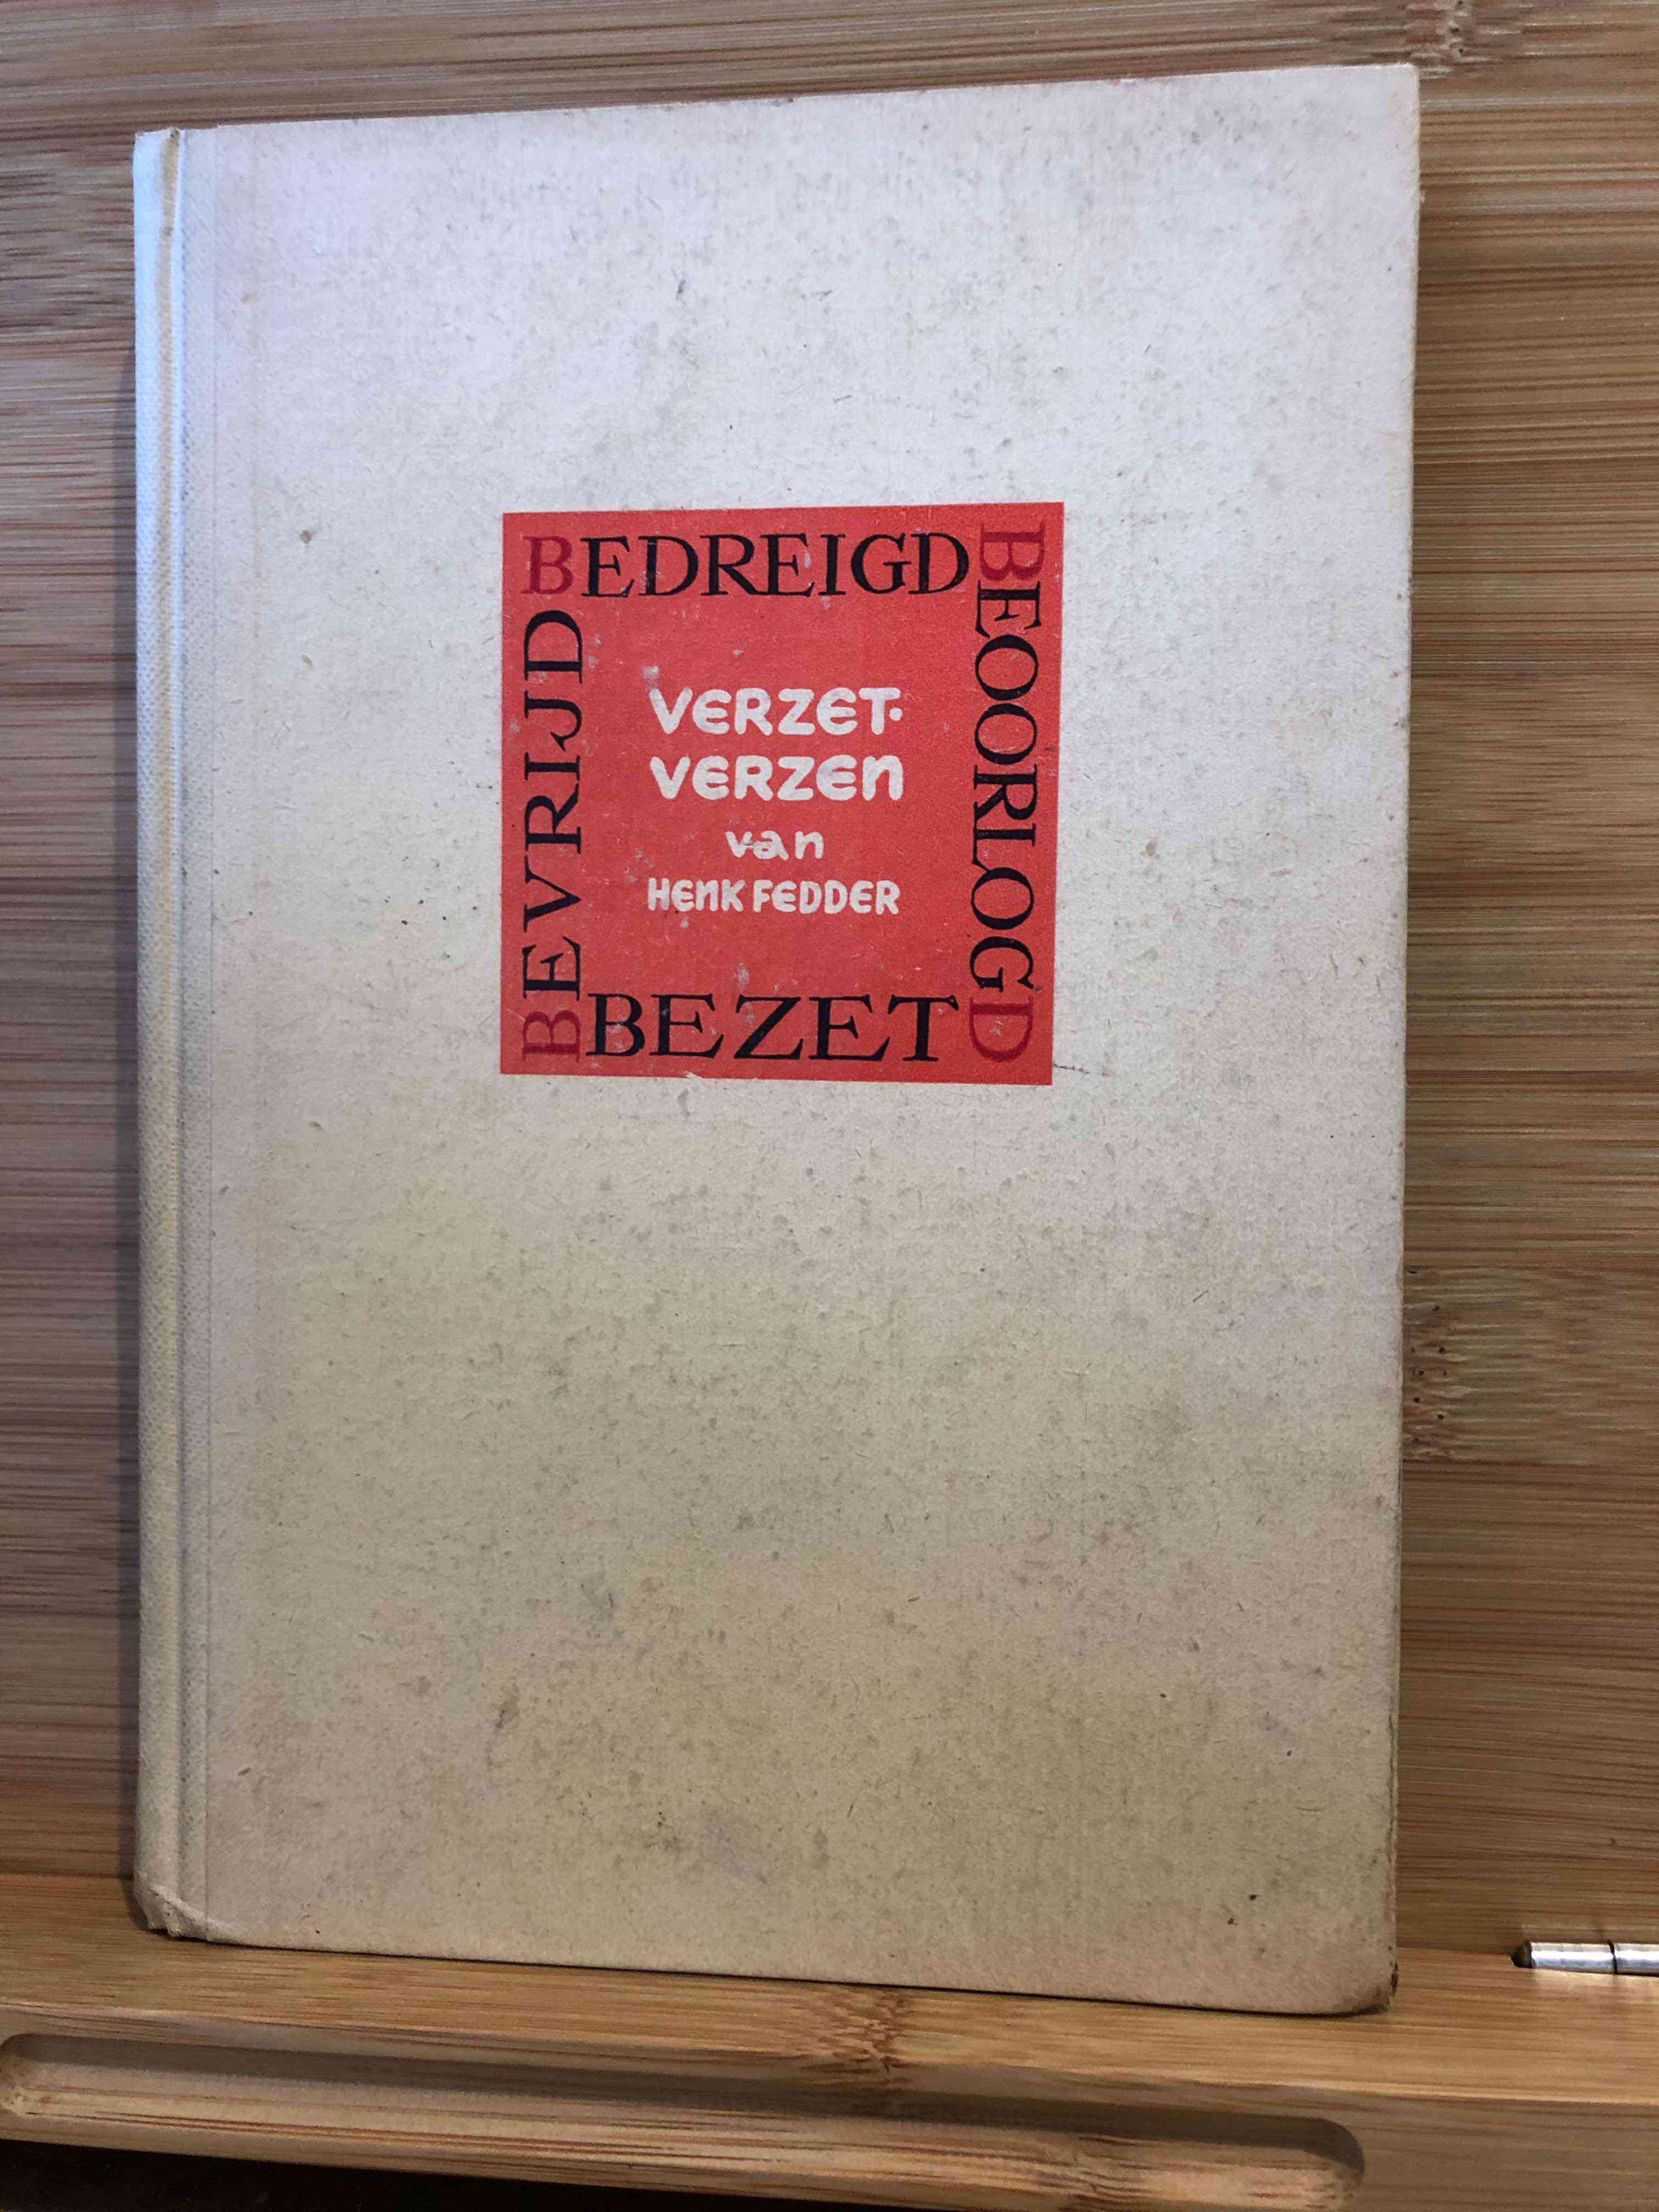 BEDREIGD
BEOORLOGD
BEZET
BEVRIJD
VERZET-
VERZEN
van
HENK FEDDER